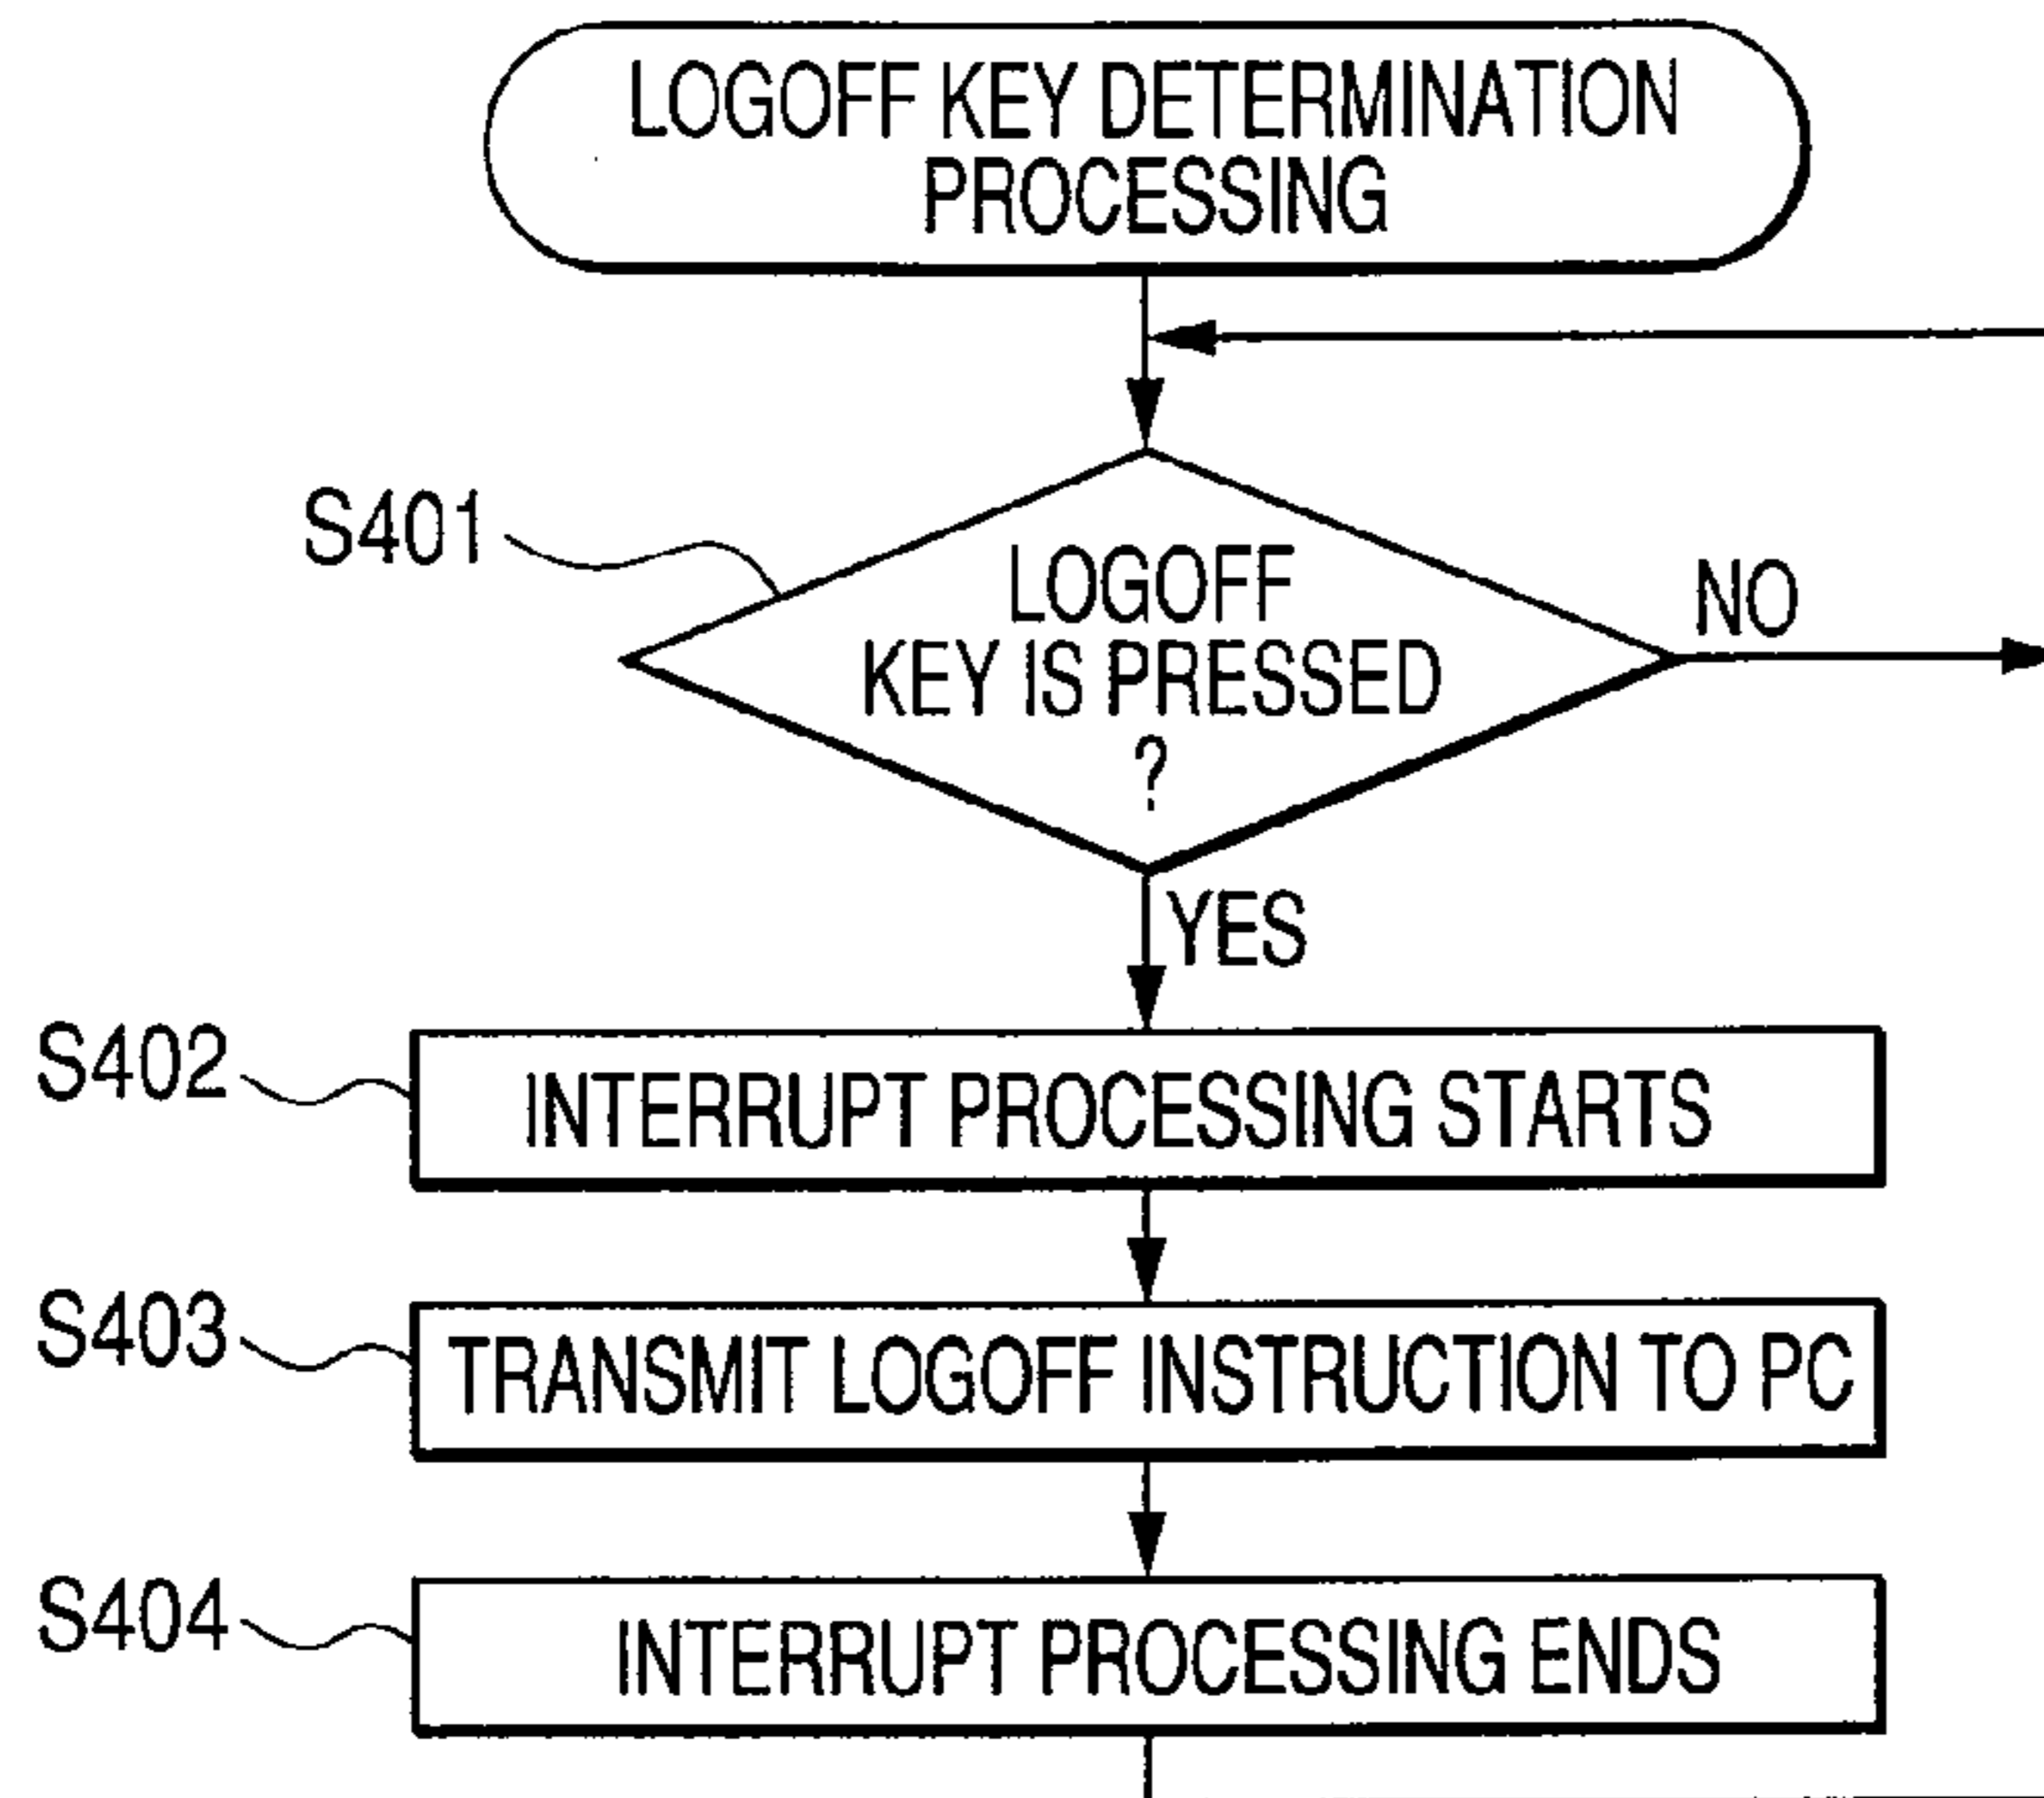 LOGOFF KEY DETERMINATION
PROCESSING
S401
LOGOFF
KEY IS PRESSED
?
NO
YES
S402
INTERRUPT PROCESSING STARTS
S403
TRANSMIT LOGOFF INSTRUCTION TO PC
S404
INTERRUPT PROCESSING ENDS